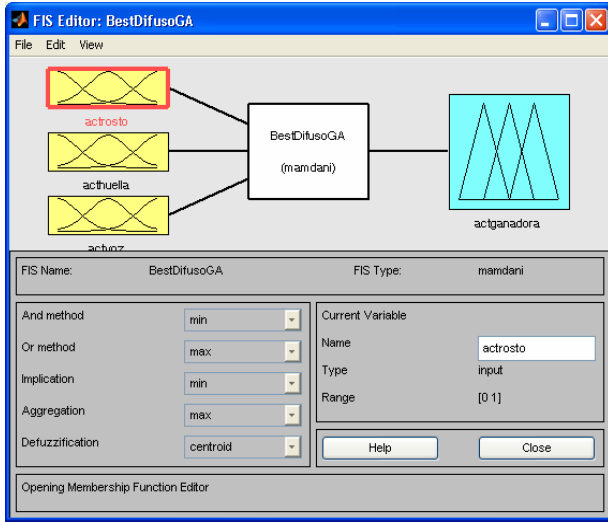 FIS Editor: BestDifusoGA
File Edit View
actrosto
acthuella
actvoz
BestDifusoGA
(mamdani)
actganadora
FIS Name: BestDifusoGA FIS Type: mamdani
And method min
Or method max
Implication min
Aggregation max
Defuzzification centroid
Current Variable
Name actrosto
Type input
Range [0 1]
Help Close
Opening Membership Function Editor